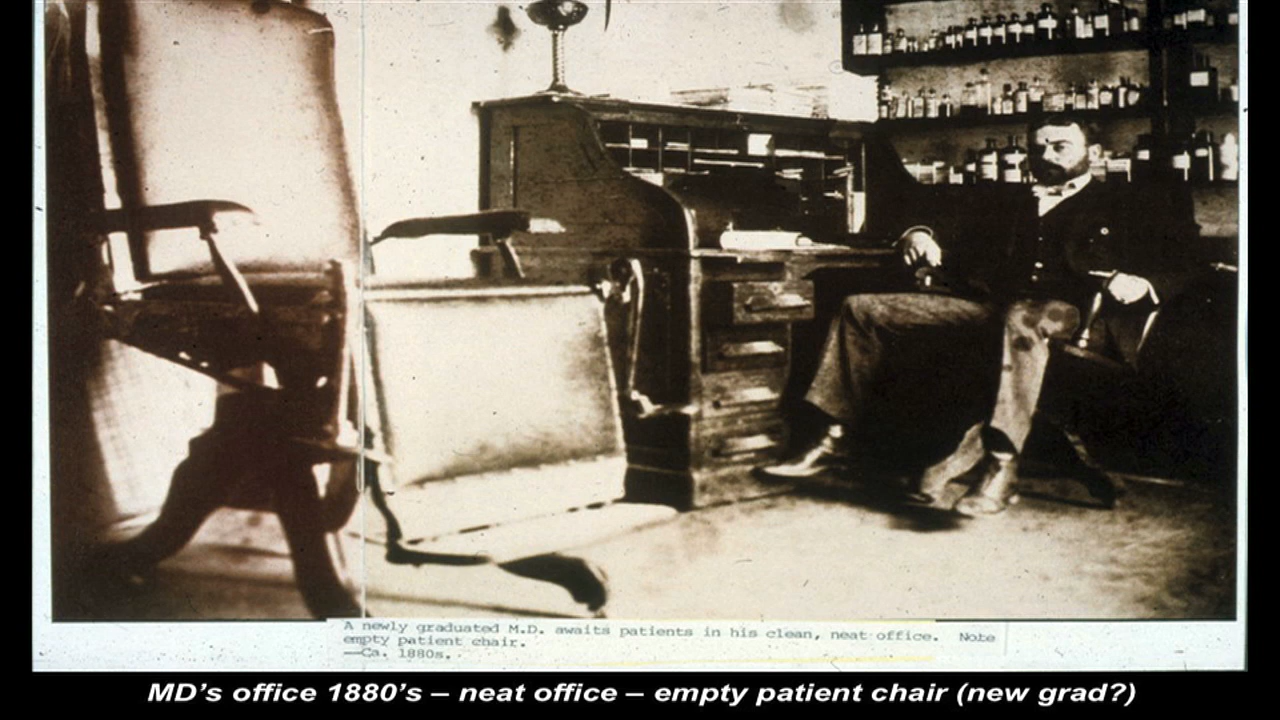 A newly graduated M.D. awaits patients in his clean, neat office. Note
empty patient chair.
—Ca. 1880s.
MD’s office 1880’s – neat office – empty patient chair (new grad?)